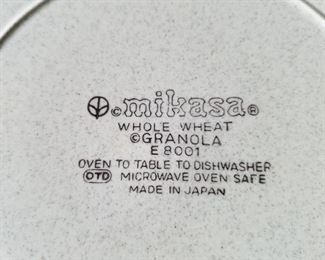 ©mikasa®
WHOLE WHEAT
©GRANOLA
E 8001
OVEN TO TABLE TO DISHWASHER
OTD MICROWAVE OVEN SAFE
MADE IN JAPAN